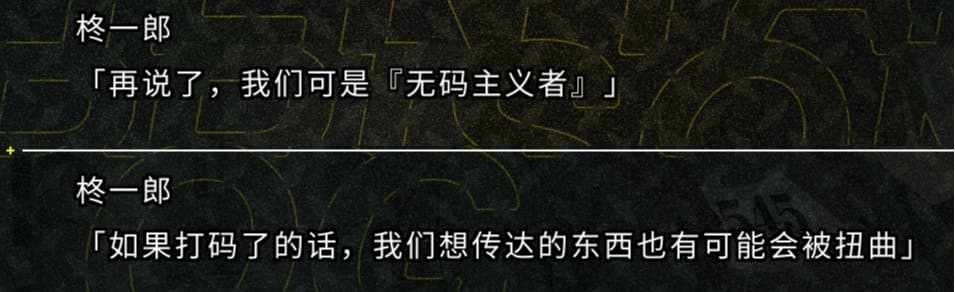 柊一郎
「再说了，我们可是『无码主义者』」
柊一郎
「如果打码了的话，我们想传达的东西也有可能会被扭曲」
545